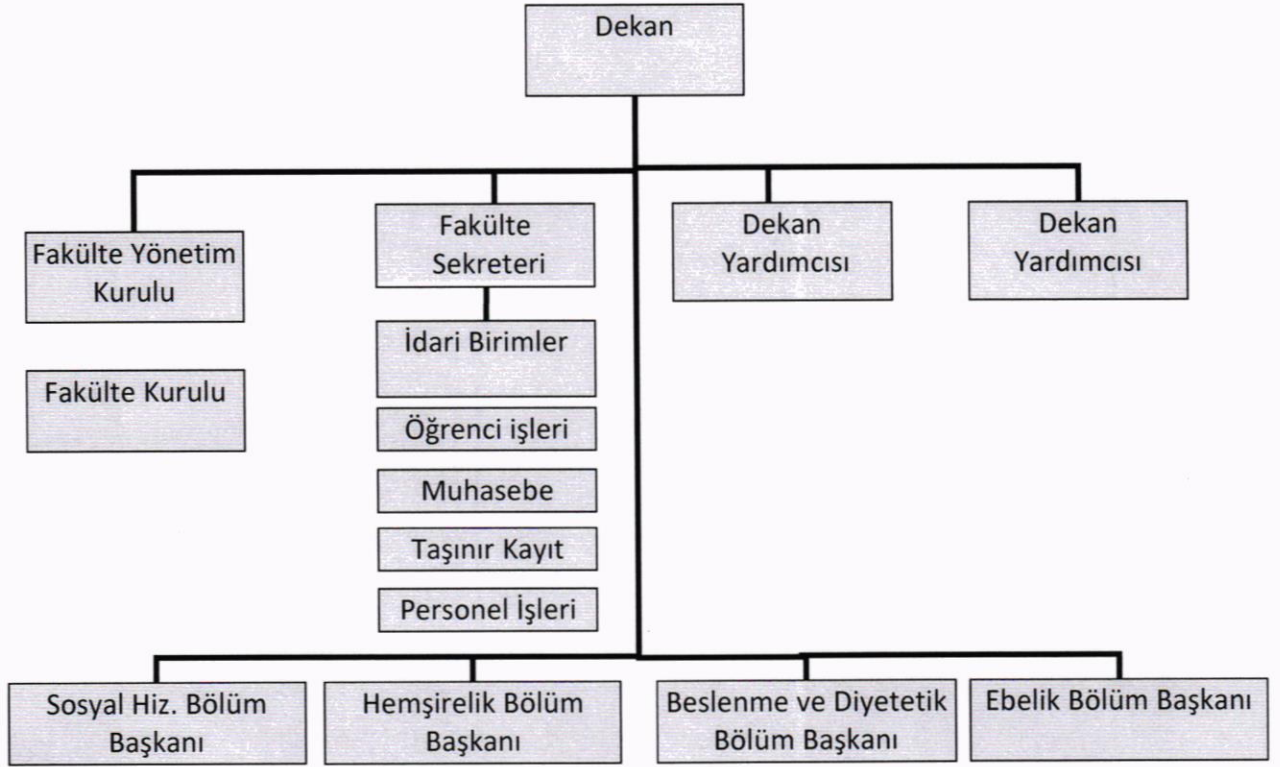 Dekan
Fakülte Yönetim
Kurulu
Fakülte
Sekreteri
Dekan
Yardımcısı
Dekan
Yardımcısı
İdari Birimler
Fakülte Kurulu
Öğrenci işleri
Muhasebe
Taşınır Kayıt
Personel İşleri
Sosyal Hiz. Bölüm
Başkanı
Hemşirelik Bölüm
Başkanı
Beslenme ve Diyetetik
Bölüm Başkanı
Ebelik Bölüm Başkanı